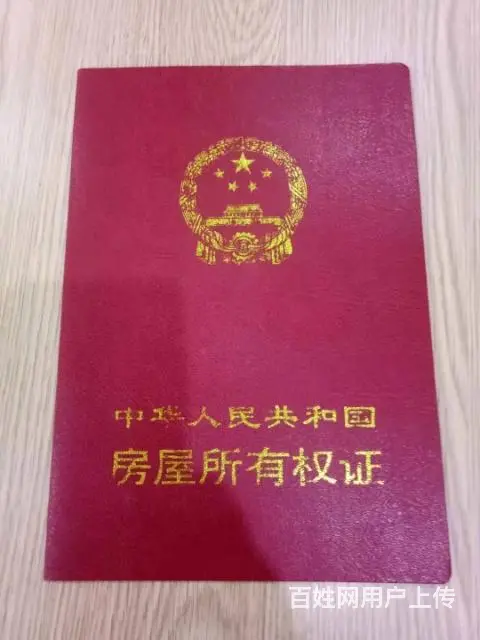 中华人民共和国
房屋所有权证
百姓网用户上传